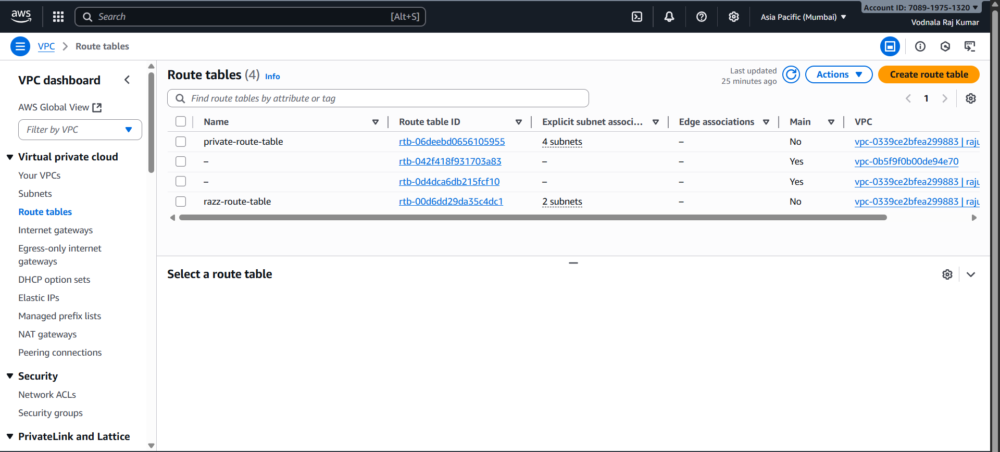 aws
Search [Alt+S]
Asia Pacific (Mumbai)
Account ID: 7089-1975-1320
Vodnala Raj Kumar
VPC Route tables
VPC dashboard
AWS Global View
Filter by VPC
Virtual private cloud
Your VPCs
Subnets
Route tables
Internet gateways
Egress-only internet
gateways
DHCP option sets
Elastic IPs
Managed prefix lists
NAT gateways
Peering connections
Security
Network ACLs
Security groups
PrivateLink and Lattice
Route tables (4) Info
Last updated
25 minutes ago
Actions
Create route table
Find route tables by attribute or tag
1
Name Route table ID Explicit subnet associ... Edge associations Main VPC
private-route-table rtb-06deebd0656105955 4 subnets – No vpc-0339ce2bfea299883 | raju
– rtb-042f418f931703a83 – – Yes vpc-0b5f9f0b00de94e70
– rtb-0d4dca6db215fcf10 – – Yes vpc-0339ce2bfea299883 | raju
razz-route-table rtb-00d6dd29da35c4dc1 2 subnets – No vpc-0339ce2bfea299883 | raju
Select a route table